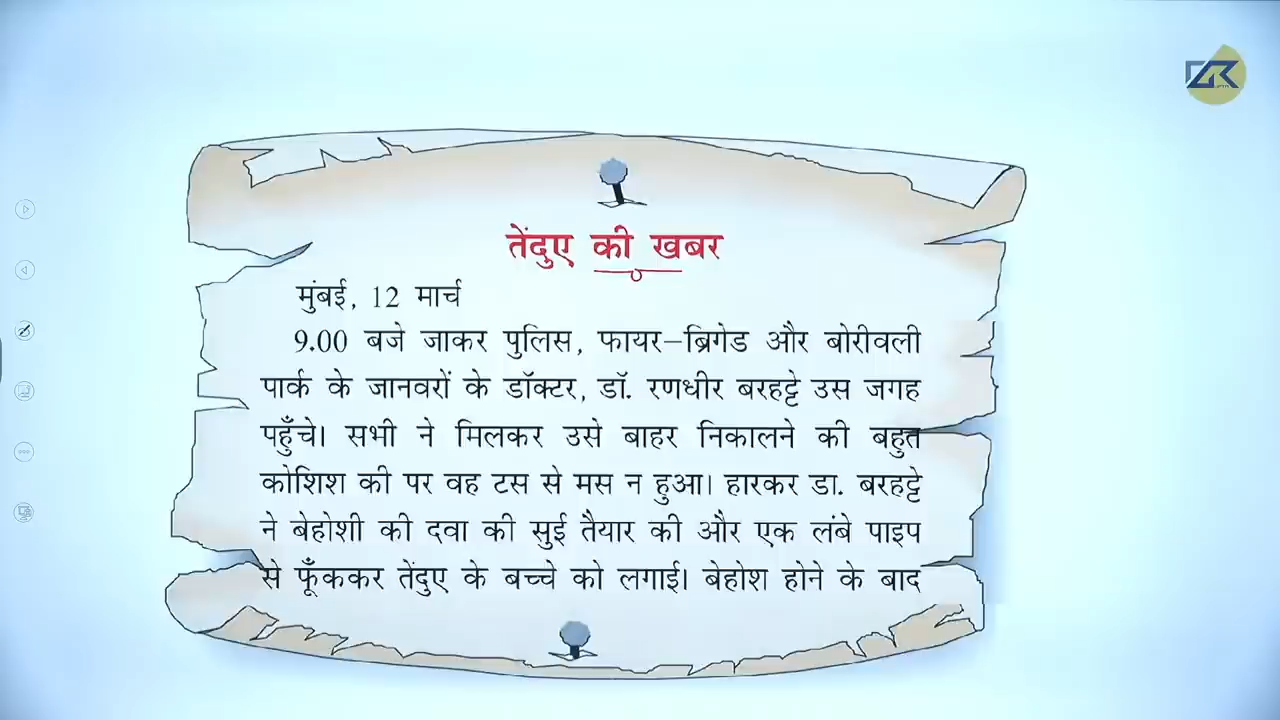 तेंदुए की खबर
मुंबई, 12 मार्च
9.00 बजे जाकर पुलिस, फायर–ब्रिगेड और बोरीवली
पार्क के जानवरों के डॉक्टर, डॉ. रणधीर बरहट्टे उस जगह
पहुँचे। सभी ने मिलकर उसे बाहर निकालने की बहुत
कोशिश की पर वह टस से मस न हुआ। हारकर डा. बरहट्टे
ने बेहोशी की दवा की सुई तैयार की और एक लंबे पाइप
से फूँककर तेंदुए के बच्चे को लगाई। बेहोश होने के बाद